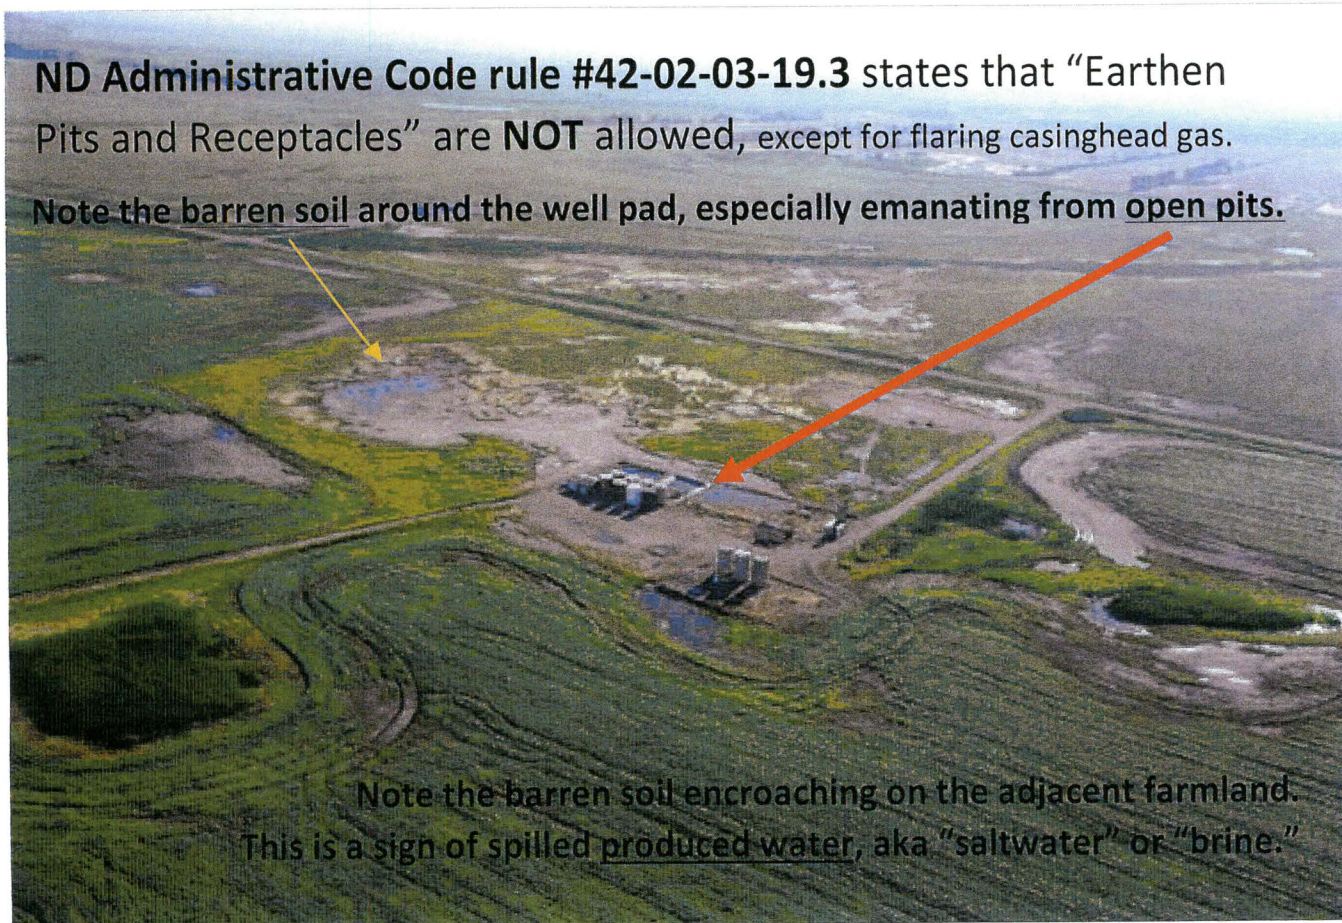 ND Administrative Code rule #42-02-03-19.3 states that “Earthen
Pits and Receptacles” are NOT allowed, except for flaring casinghead gas.
Note the barren soil around the well pad, especially emanating from open pits.
Note the barren soil encroaching on the adjacent farmland.
This is a sign of spilled produced water, aka “saltwater” or “brine.”